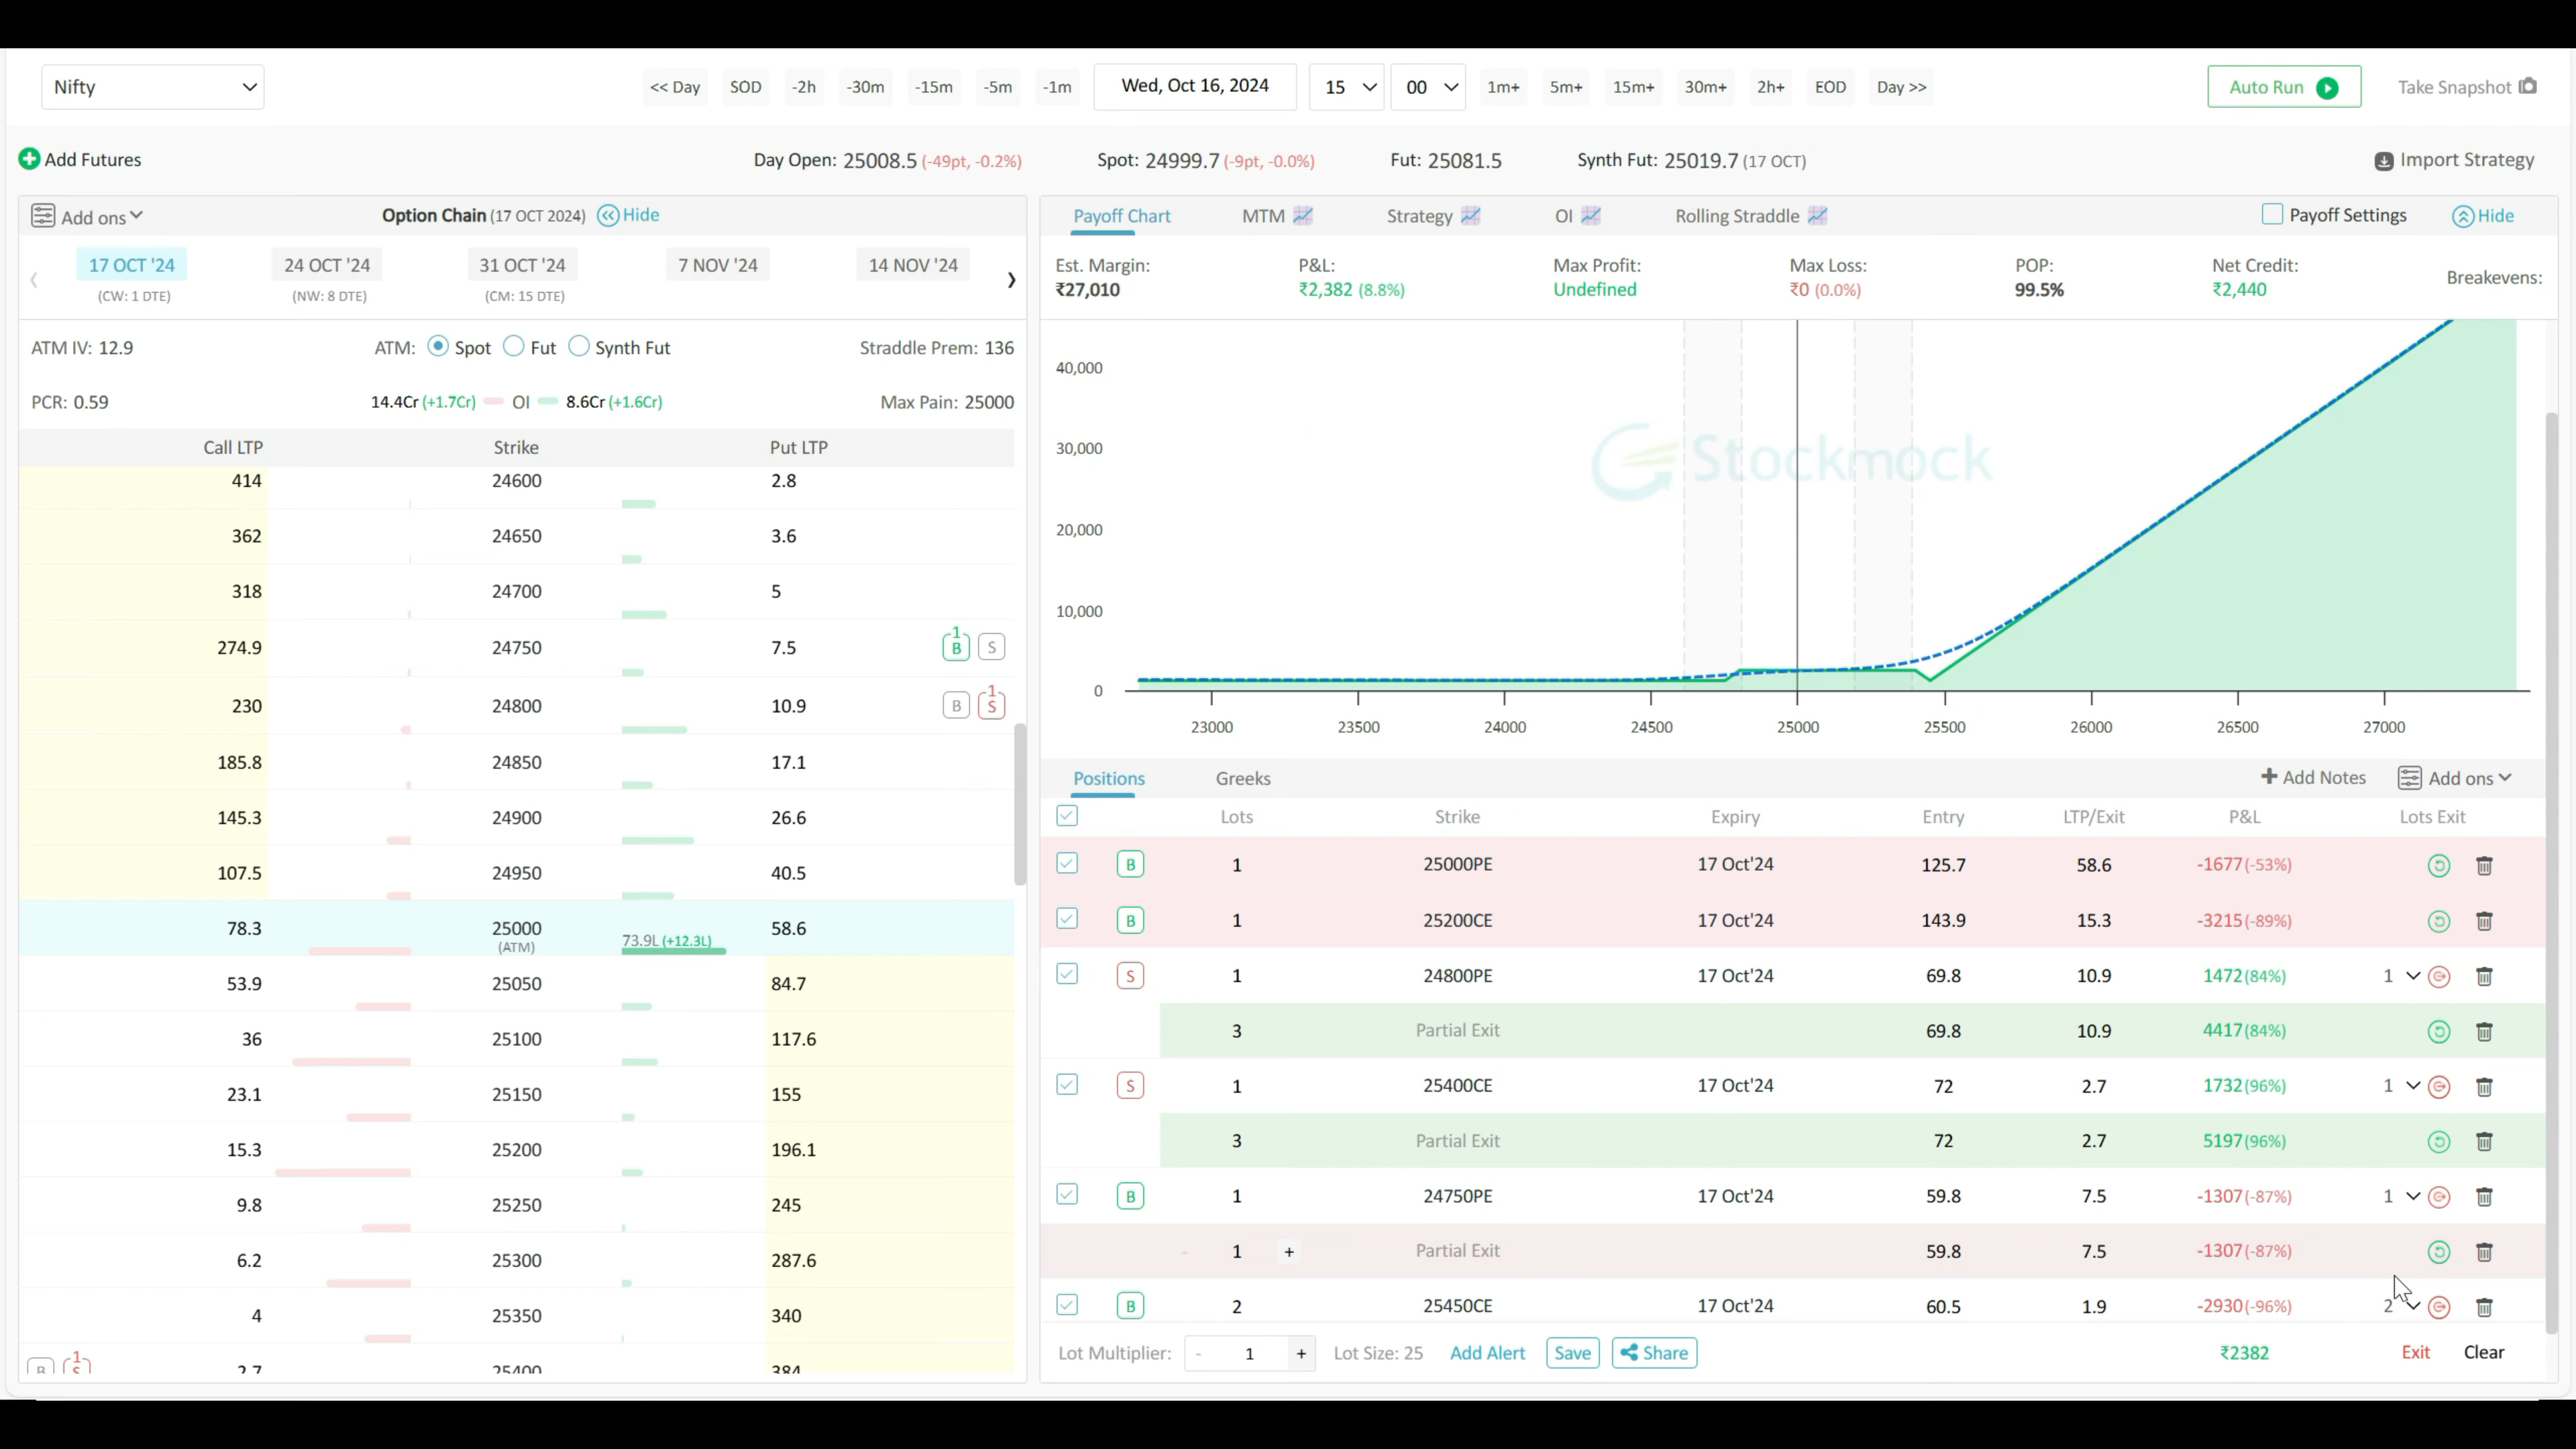 Nifty
<< Day SOD -2h -30m -15m -5m -1m Wed, Oct 16, 2024 15 00 1m+ 5m+ 15m+ 30m+ 2h+ EOD Day >>
Auto Run Take Snapshot
Add Futures
Day Open: 25008.5 (-49pt, -0.2%) Spot: 24999.7 (-9pt, -0.0%) Fut: 25081.5 Synth Fut: 25019.7 (17 OCT)
Import Strategy
Add ons Option Chain (17 OCT 2024) Hide
17 OCT '24 24 OCT '24 31 OCT '24 7 NOV '24 14 NOV '24
(CW: 1 DTE) (NW: 8 DTE) (CM: 15 DTE)
ATM IV: 12.9 ATM: Spot Fut Synth Fut Straddle Prem: 136
PCR: 0.59 14.4Cr (+1.7Cr) OI 8.6Cr (+1.6Cr) Max Pain: 25000
Call LTP Strike Put LTP
414 24600 2.8
362 24650 3.6
318 24700 5
274.9 24750 7.5 1 B S
230 24800 10.9 B 1 S
185.8 24850 17.1
145.3 24900 26.6
107.5 24950 40.5
78.3 25000 (ATM) 73.9L (+12.3L) 58.6
53.9 25050 84.7
36 25100 117.6
23.1 25150 155
15.3 25200 196.1
9.8 25250 245
6.2 25300 287.6
4 25350 340
B 1 S 2.7 25400 384
Payoff Chart MTM Strategy OI Rolling Straddle Payoff Settings Hide
Est. Margin: P&L: Max Profit: Max Loss: POP: Net Credit: Breakevens:
₹27,010 ₹2,382 (8.8%) Undefined ₹0 (0.0%) 99.5% ₹2,440
40,000
30,000
20,000
10,000
0
Stockmock
23000 23500 24000 24500 25000 25500 26000 26500 27000
Positions Greeks Add Notes Add ons
Lots Strike Expiry Entry LTP/Exit P&L Lots Exit
B 1 25000PE 17 Oct'24 125.7 58.6 -1677(-53%)
B 1 25200CE 17 Oct'24 143.9 15.3 -3215(-89%)
S 1 24800PE 17 Oct'24 69.8 10.9 1472(84%) 1
3 Partial Exit 69.8 10.9 4417(84%)
S 1 25400CE 17 Oct'24 72 2.7 1732(96%) 1
3 Partial Exit 72 2.7 5197(96%)
B 1 24750PE 17 Oct'24 59.8 7.5 -1307(-87%) 1
- 1 + Partial Exit 59.8 7.5 -1307(-87%)
B 2 25450CE 17 Oct'24 60.5 1.9 -2930(-96%) 2
Lot Multiplier: - 1 + Lot Size: 25 Add Alert Save Share ₹2382 Exit Clear